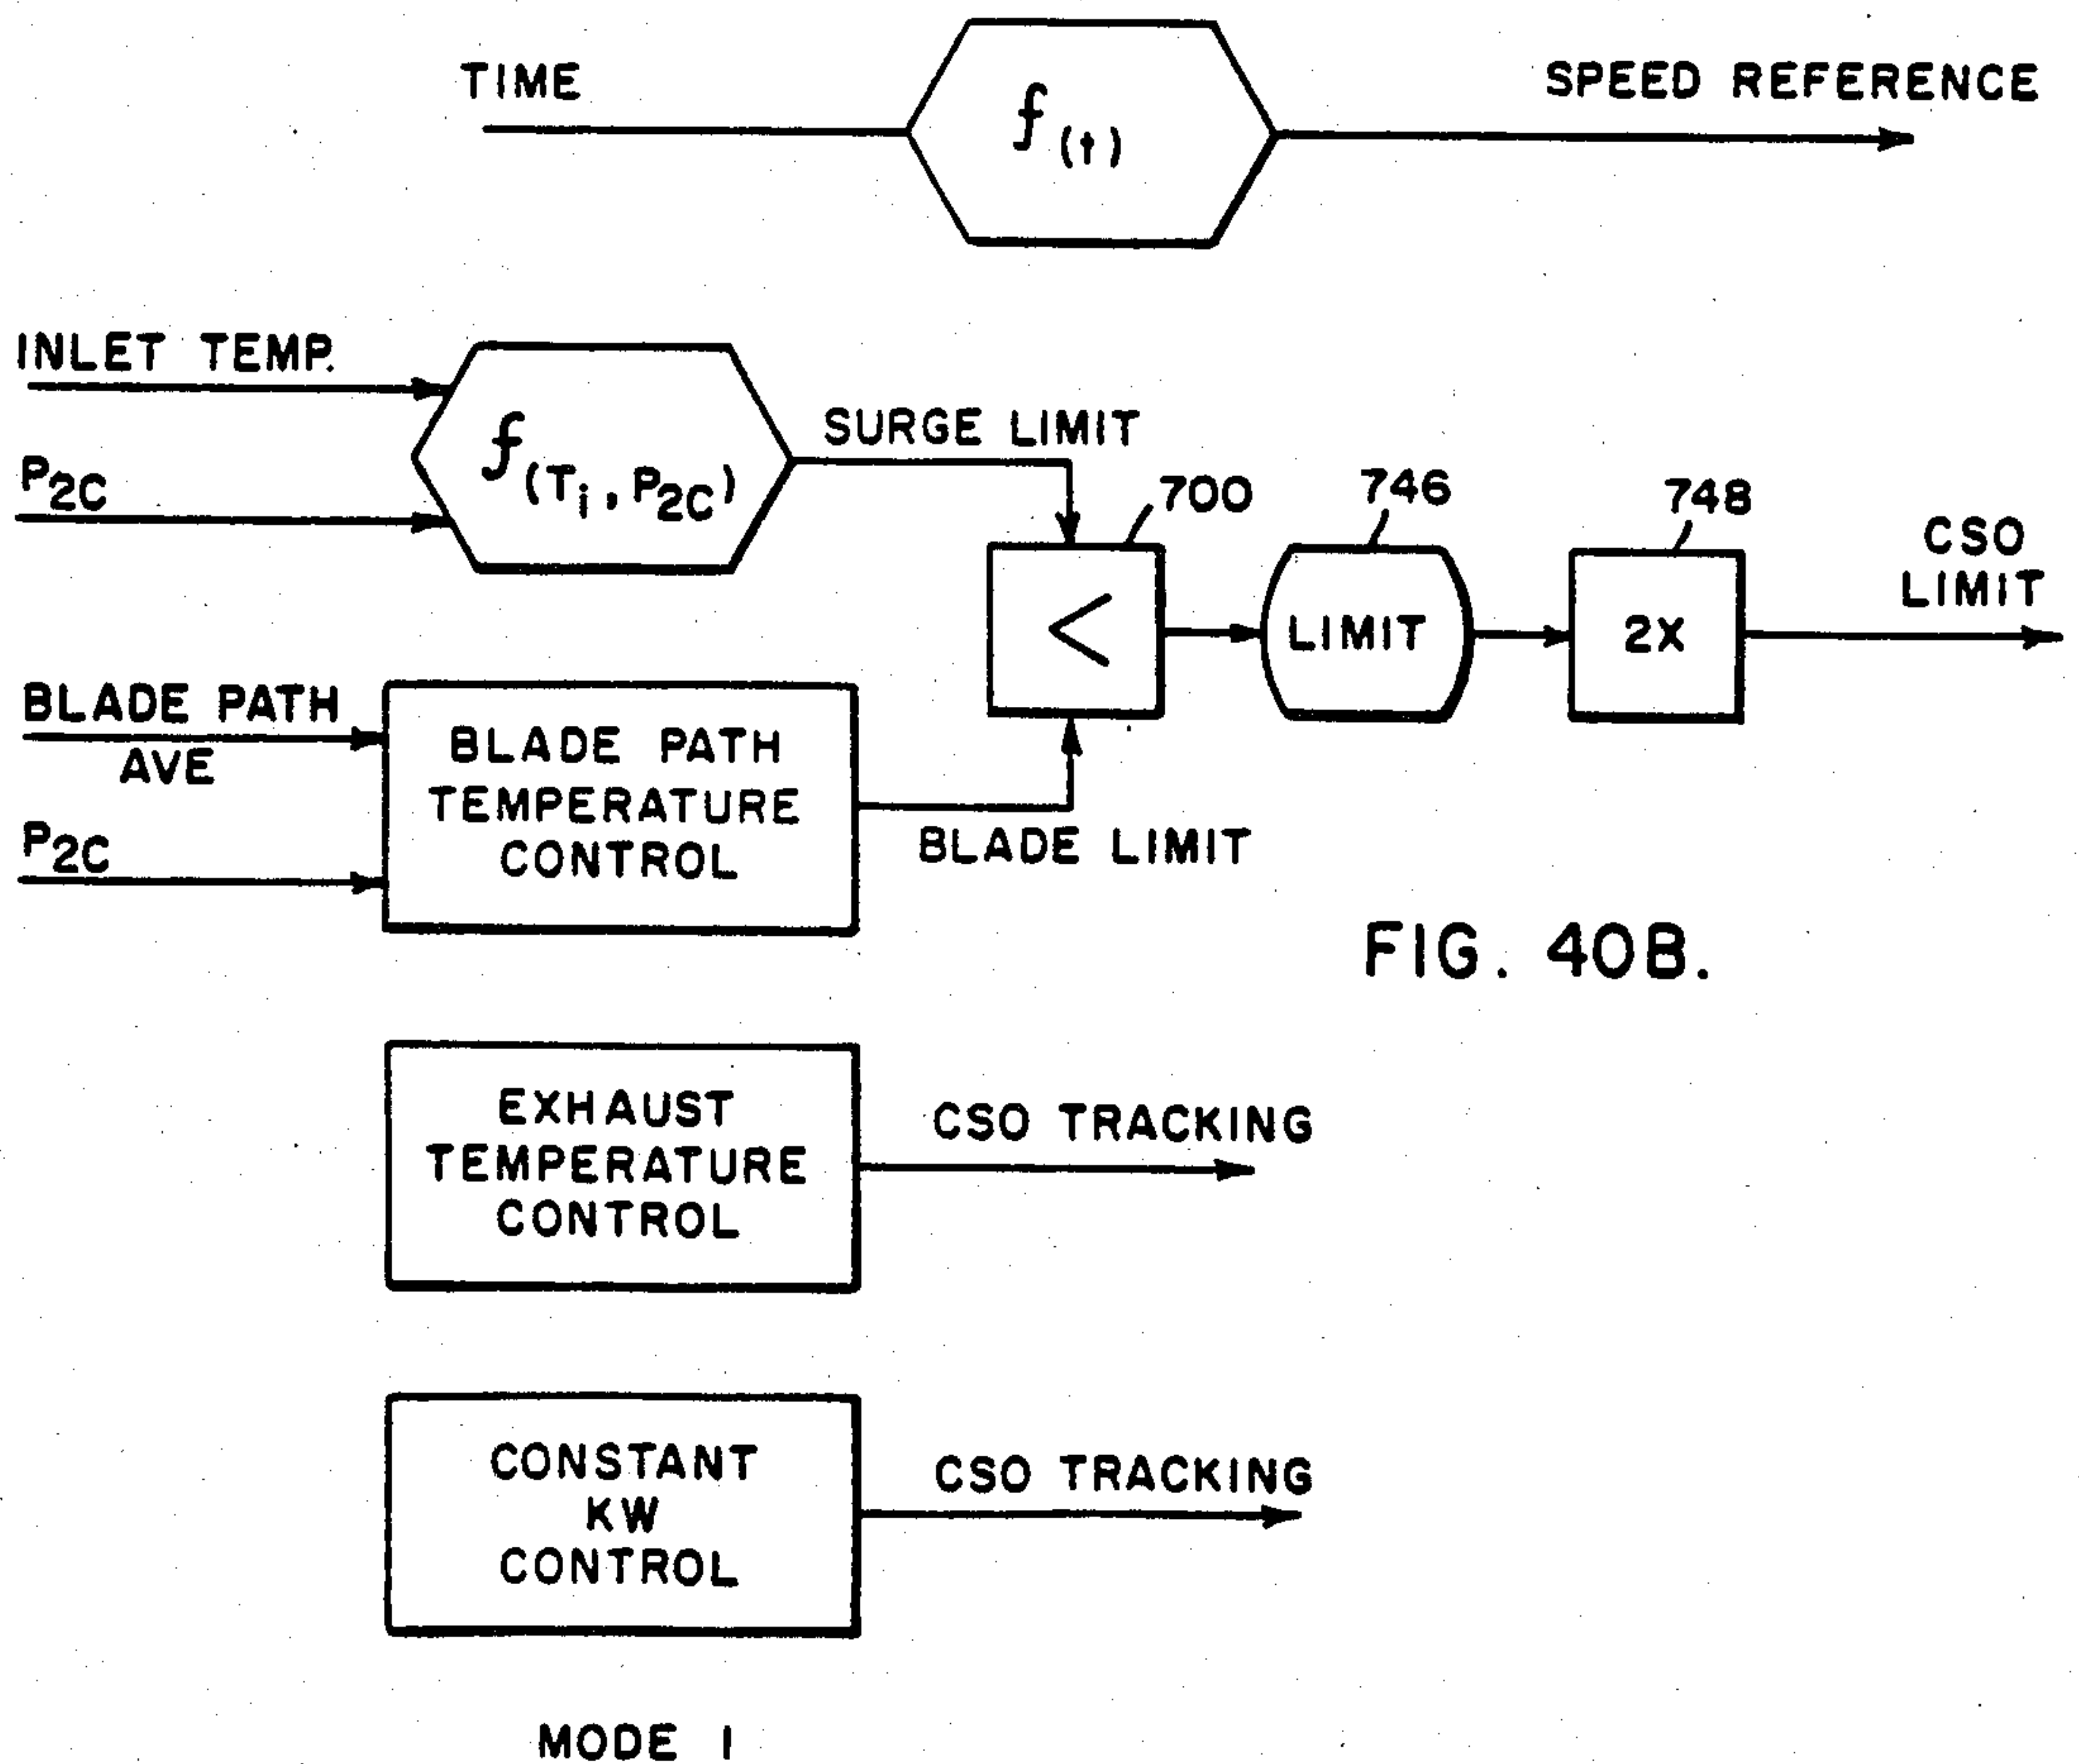 TIME
f(t)
SPEED REFERENCE
INLET TEMP.
P2C
f(Ti, P2C)
SURGE LIMIT
700
746
748
<
LIMIT
2X
CSO
LIMIT
BLADE PATH
AVE
P2C
BLADE PATH
TEMPERATURE
CONTROL
BLADE LIMIT
FIG. 40B.
EXHAUST
TEMPERATURE
CONTROL
CSO TRACKING
CONSTANT
KW
CONTROL
CSO TRACKING
MODE 1